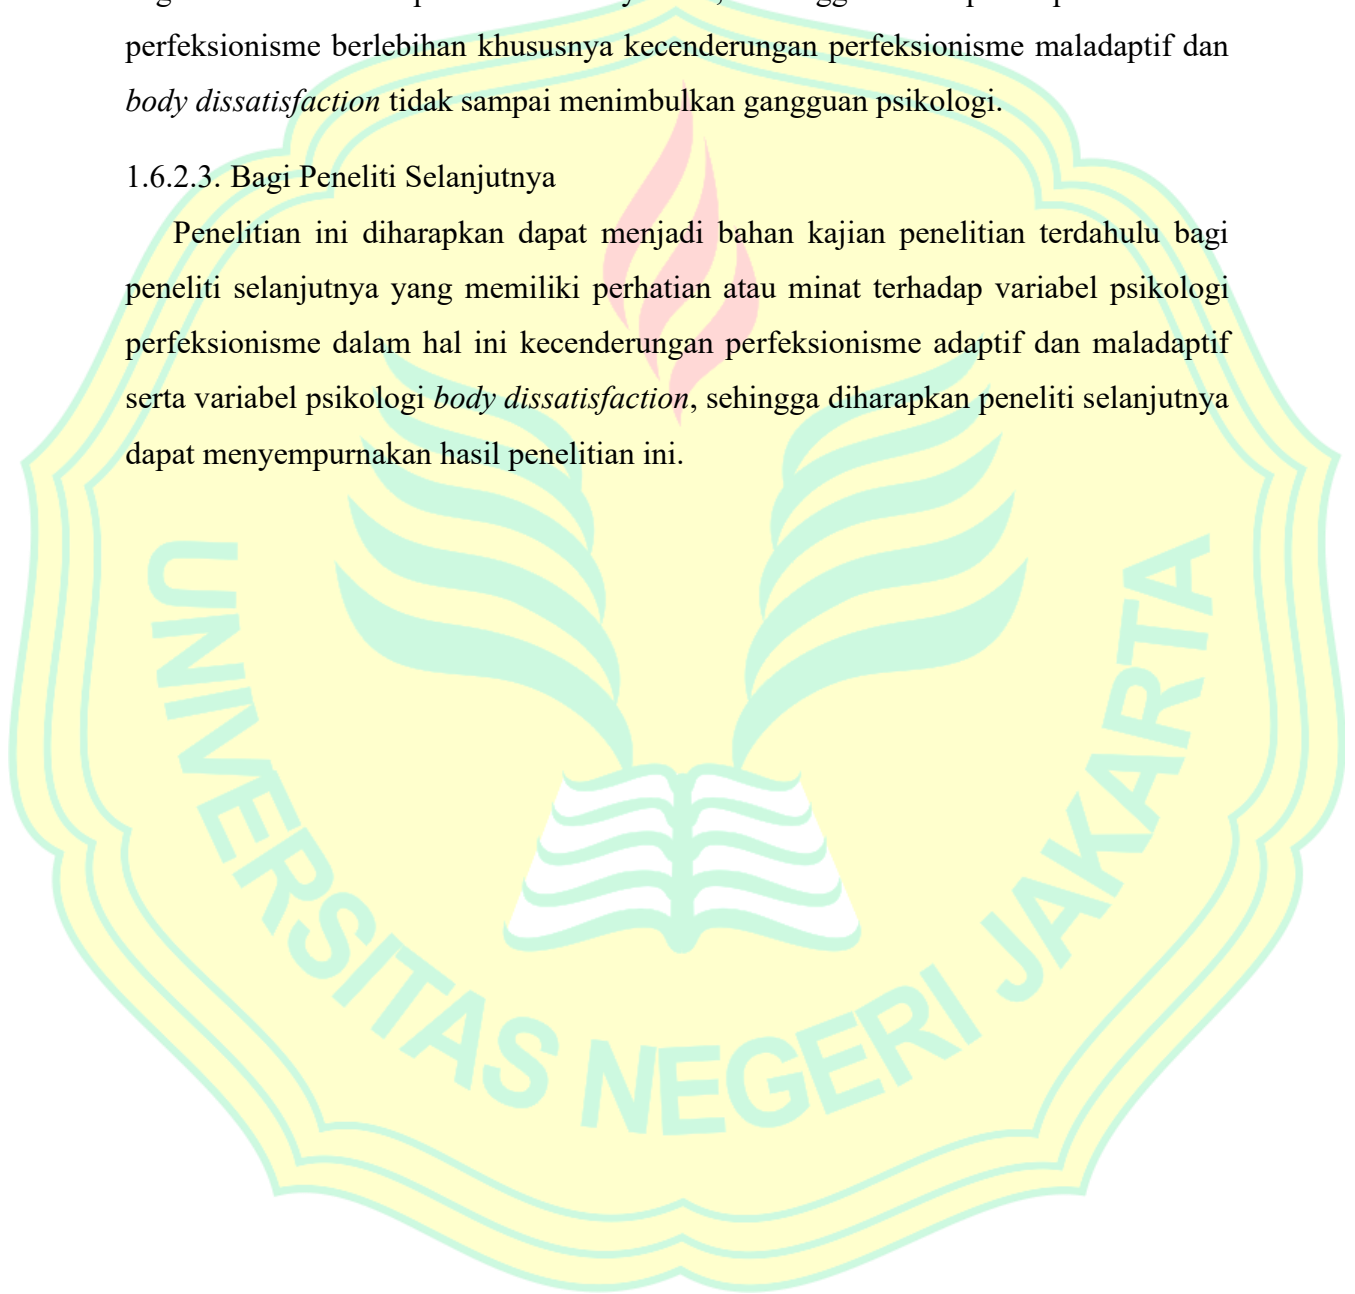 perfeksionisme berlebihan khususnya kecenderungan perfeksionisme maladaptif dan
body dissatisfaction tidak sampai menimbulkan gangguan psikologi.
1.6.2.3. Bagi Peneliti Selanjutnya
Penelitian ini diharapkan dapat menjadi bahan kajian penelitian terdahulu bagi
peneliti selanjutnya yang memiliki perhatian atau minat terhadap variabel psikologi
perfeksionisme dalam hal ini kecenderungan perfeksionisme adaptif dan maladaptif
serta variabel psikologi body dissatisfaction, sehingga diharapkan peneliti selanjutnya
dapat menyempurnakan hasil penelitian ini.
UNIVERSITAS NEGERI JAKARTA